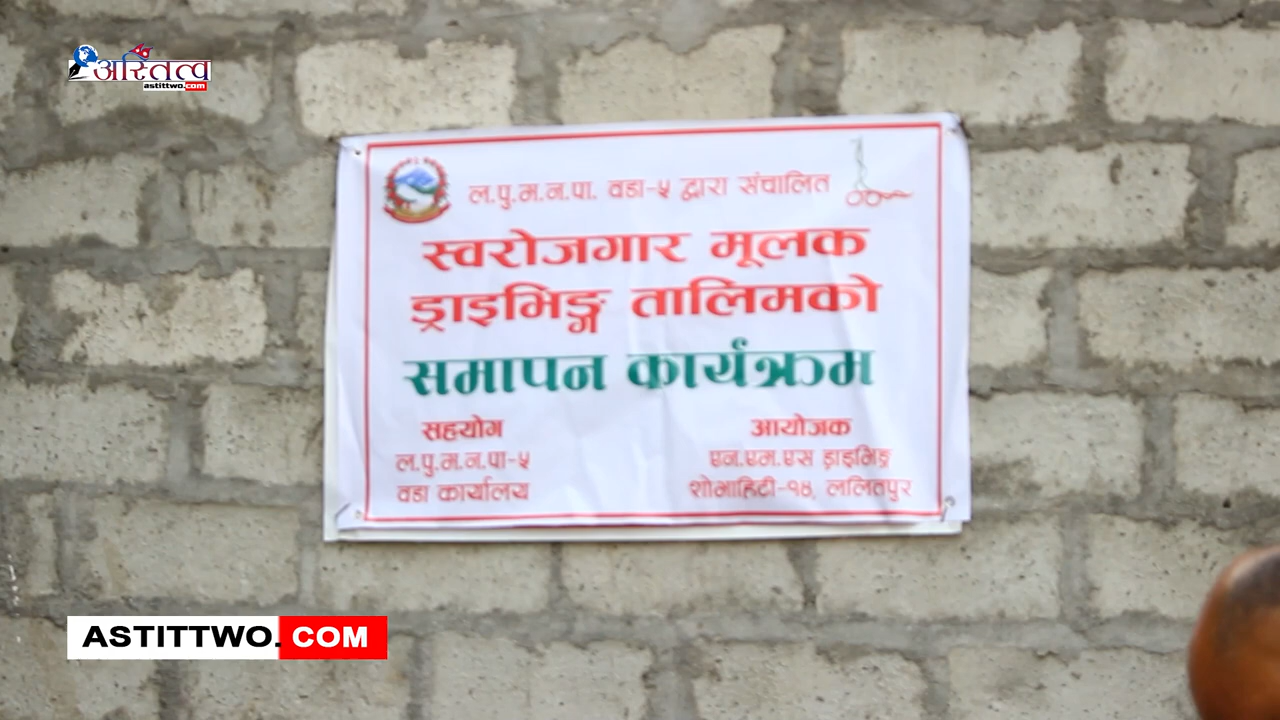 अस्तित्व
astittwo.com
ल.पु.म.न.पा. वडा-५ द्वारा संचालित
स्वरोजगार मूलक
ड्राइभिङ्ग तालिमको
समापन कार्यक्रम
सहयोग
ल.पु.म.न.पा-५
वडा कार्यालय
आयोजक
एन.एम.एस ड्राइभिङ्ग
शोभाहिटी-१४, ललितपुर
ASTITTWO.COM